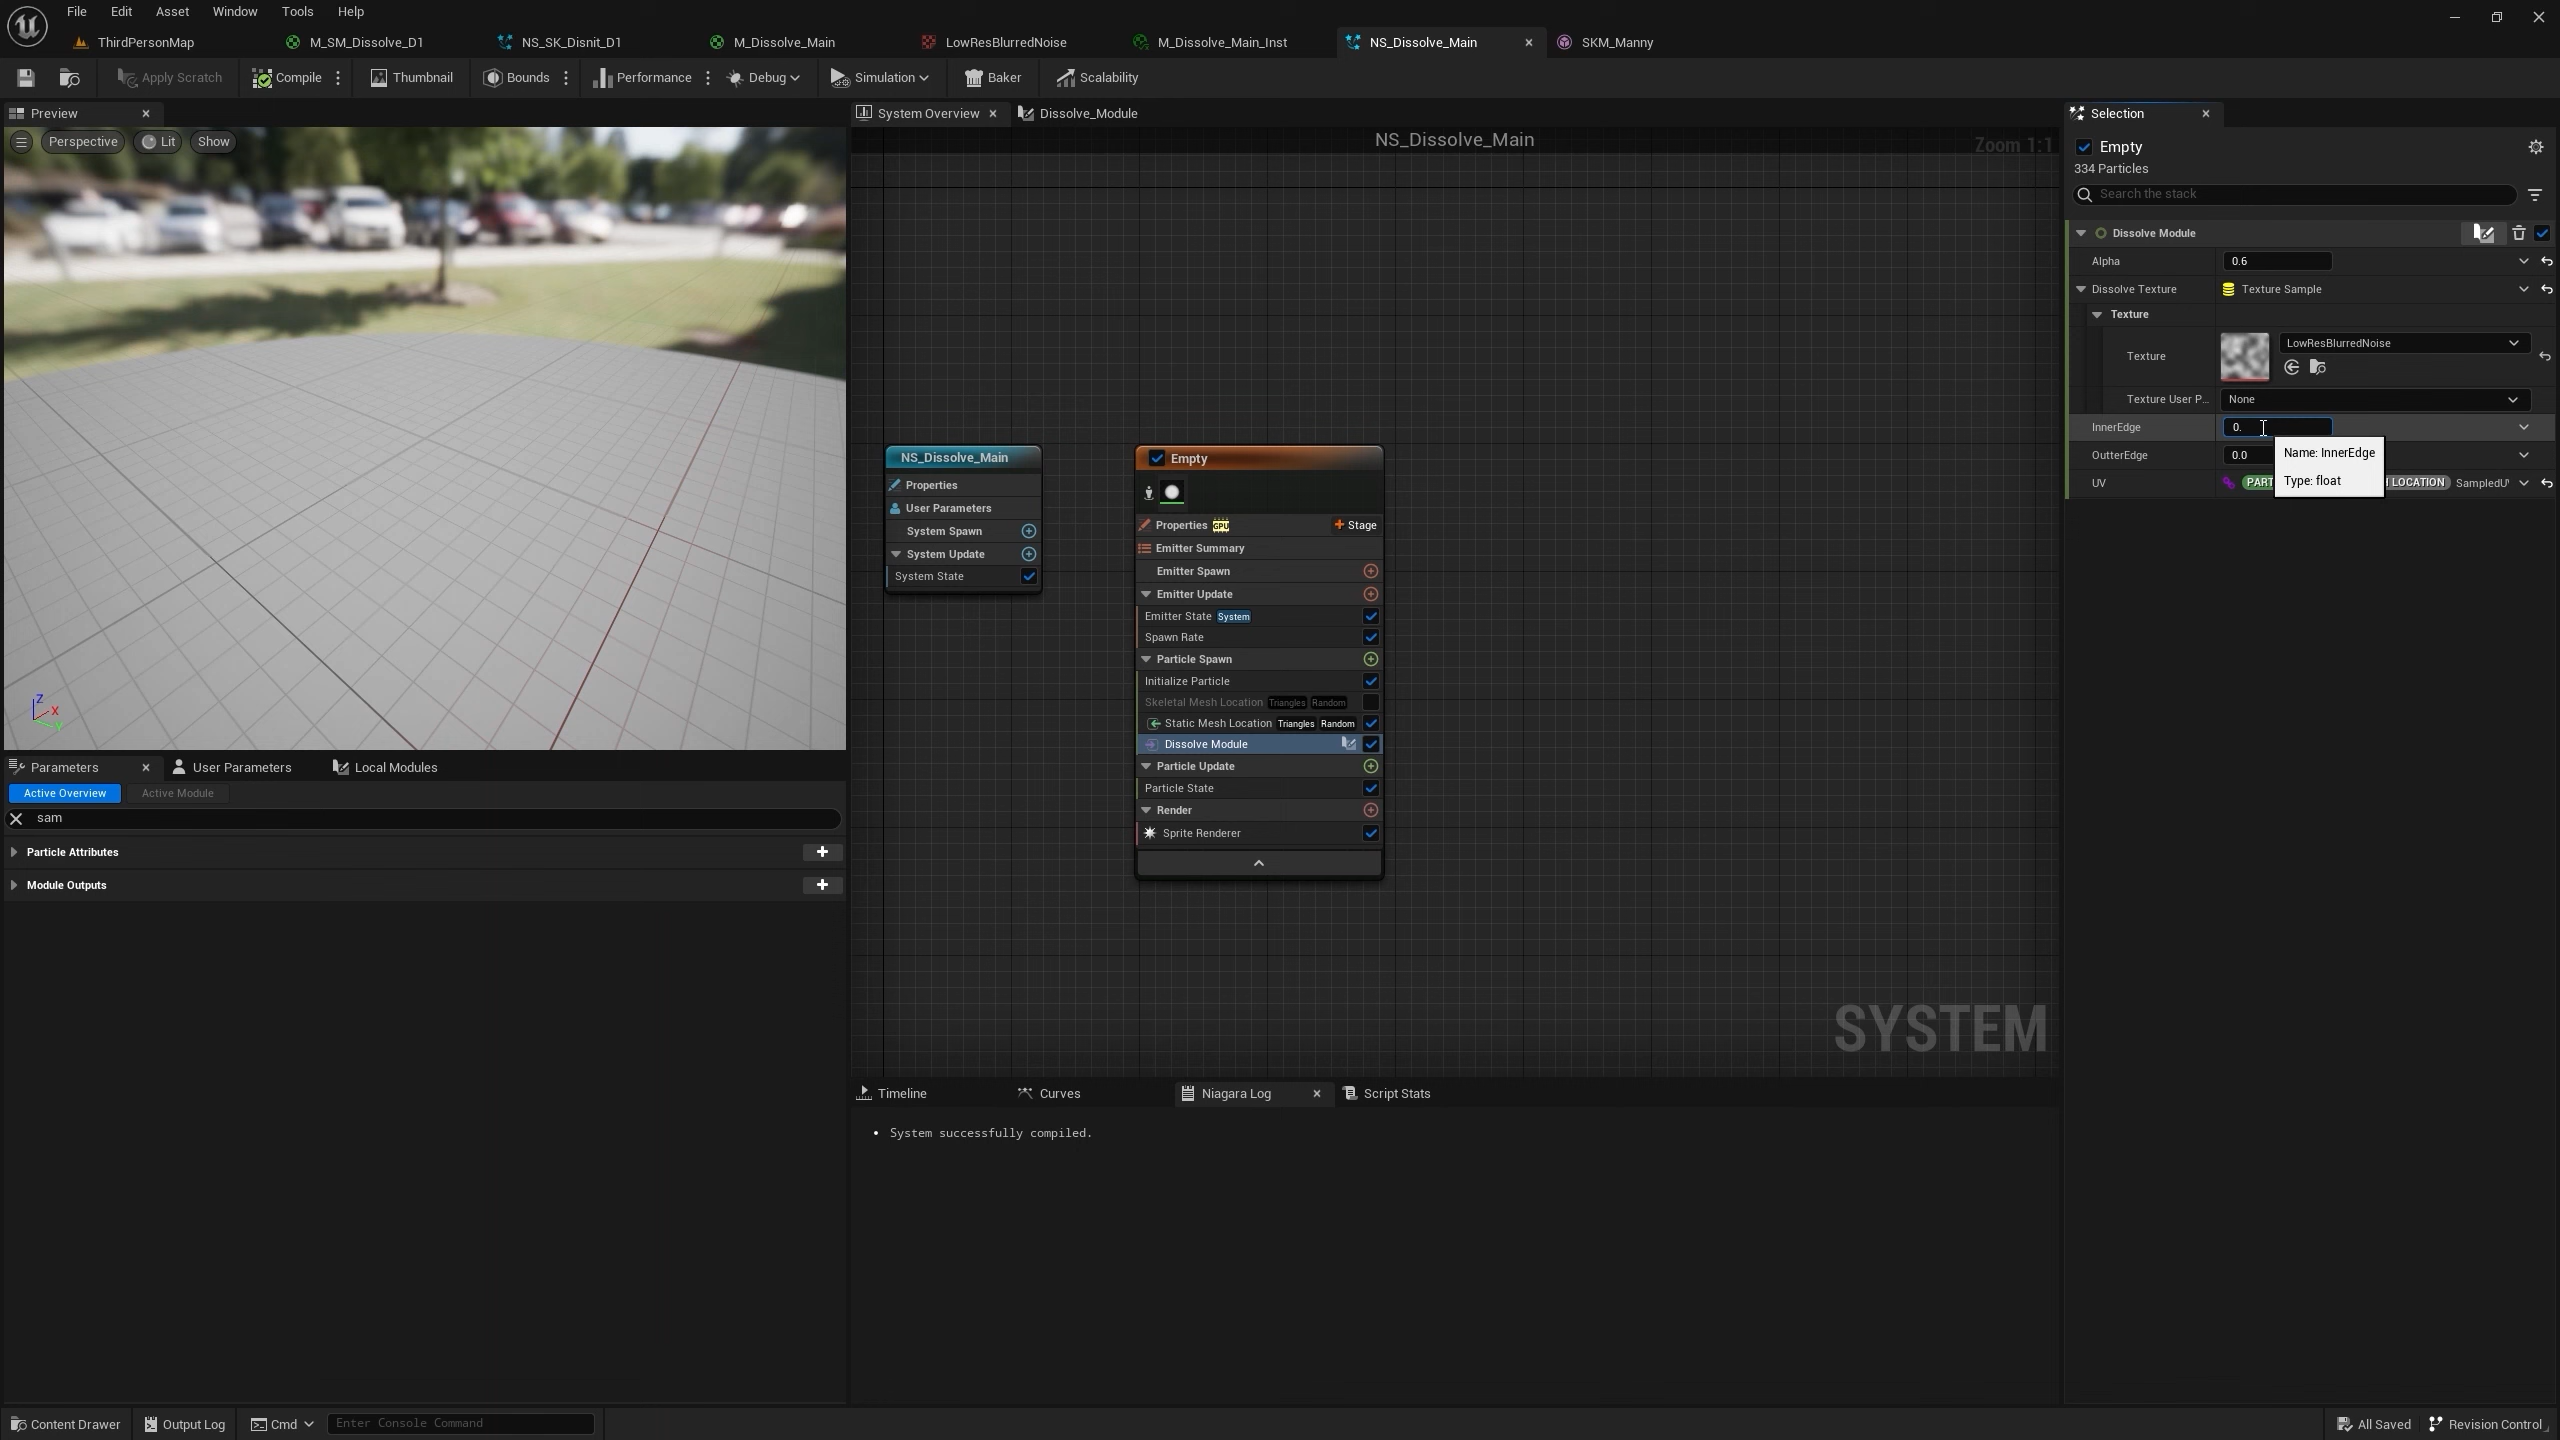 File Edit Asset Window Tools Help
ThirdPersonMap M_SM_Dissolve_D1 NS_SK_Disnit_D1 M_Dissolve_Main LowResBlurredNoise M_Dissolve_Main_Inst NS_Dissolve_Main SKM_Manny
Apply Scratch Compile Thumbnail Bounds Performance Debug Simulation Baker Scalability
Preview
Perspective Lit Show
Z
X
Y
Parameters User Parameters Local Modules
Active Overview Active Module
sam
Particle Attributes
Module Outputs
System Overview Dissolve_Module
NS_Dissolve_Main
Zoom 1:1
NS_Dissolve_Main
Properties
User Parameters
System Spawn
System Update
System State
Empty
Properties GPU Stage
Emitter Summary
Emitter Spawn
Emitter Update
Emitter State System
Spawn Rate
Particle Spawn
Initialize Particle
Skeletal Mesh Location Triangles Random
Static Mesh Location Triangles Random
Dissolve Module
Particle Update
Particle State
Render
Sprite Renderer
SYSTEM
Timeline Curves Niagara Log Script Stats
• System successfully compiled.
Selection
Empty
334 Particles
Search the stack
Dissolve Module
Alpha 0.6
Dissolve Texture Texture Sample
Texture
Texture LowResBlurredNoise
Texture User P... None
InnerEdge 0.
OutterEdge 0.0
Name: InnerEdge
Type: float
UV PART LOCATION SampledU
Content Drawer Output Log Cmd Enter Console Command
All Saved Revision Control